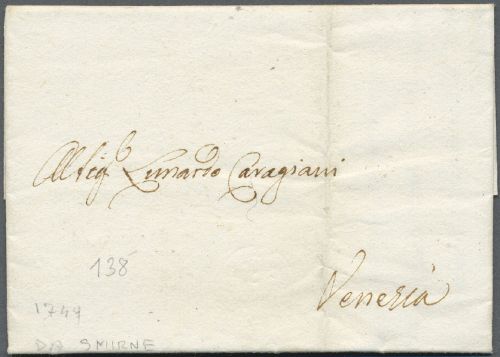 Al Sig.º Lunardo Caragiani
Venezia
138
1749
DA SMIRNE